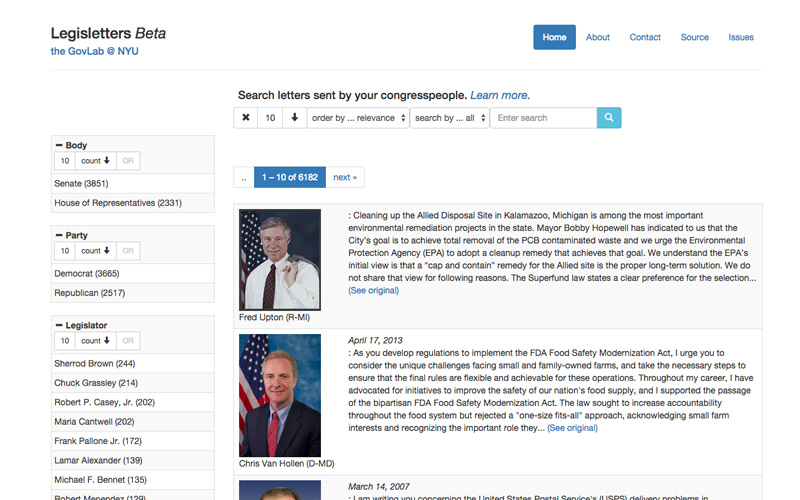 Legisletters Beta
the GovLab @ NYU
Home About Contact Source Issues
Search letters sent by your congresspeople. Learn more.
10 order by ... relevance search by ... all Enter search
Body
10 count OR
Senate (3851)
House of Representatives (2331)
Party
10 count OR
Democrat (3665)
Republican (2517)
Legislator
10 count OR
Sherrod Brown (244)
Chuck Grassley (214)
Robert P. Casey, Jr. (202)
Maria Cantwell (202)
Frank Pallone Jr. (172)
Lamar Alexander (139)
Michael F. Bennet (135)
Robert Menendez (129)
.. 1 – 10 of 6182 next »
: Cleaning up the Allied Disposal Site in Kalamazoo, Michigan is among the most important
environmental remediation projects in the state. Mayor Bobby Hopewell has indicated to us that the
City's goal is to achieve total removal of the PCB contaminated waste and we urge the Environmental
Protection Agency (EPA) to adopt a cleanup remedy that achieves that goal. We understand the EPA's
initial view is that a "cap and contain" remedy for the Allied site is the proper long-term solution. We do
not share that view for following reasons. The Superfund law states a clear preference for the selection...
(See original)
Fred Upton (R-MI)
April 17, 2013
: As you develop regulations to implement the FDA Food Safety Modernization Act, I urge you to
consider the unique challenges facing small and family-owned farms, and take the necessary steps to
ensure that the final rules are flexible and achievable for these operations. Throughout my career, I have
advocated for initiatives to improve the safety of our nation's food supply, and I supported the passage
of the bipartisan FDA Food Safety Modernization Act. The law sought to increase accountability
throughout the food system but rejected a "one-size fits-all" approach, acknowledging small farm
interests and recognizing the important role they... (See original)
Chris Van Hollen (D-MD)
March 14, 2007
: I am writing you concerning the United States Postal Service's (USPS) delivery problems in